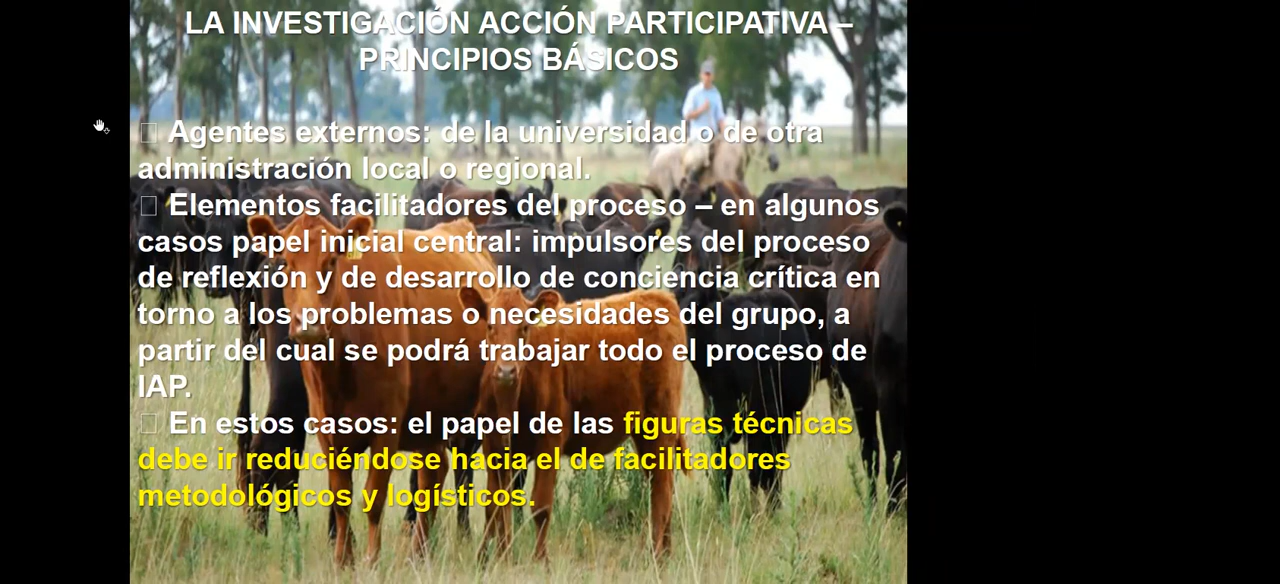 LA INVESTIGACIÓN ACCIÓN PARTICIPATIVA –
PRINCIPIOS BÁSICOS
Agentes externos: de la universidad o de otra
administración local o regional.
Elementos facilitadores del proceso – en algunos
casos papel inicial central: impulsores del proceso
de reflexión y de desarrollo de conciencia crítica en
torno a los problemas o necesidades del grupo, a
partir del cual se podrá trabajar todo el proceso de
IAP.
En estos casos: el papel de las figuras técnicas
debe ir reduciéndose hacia el de facilitadores
metodológicos y logísticos.